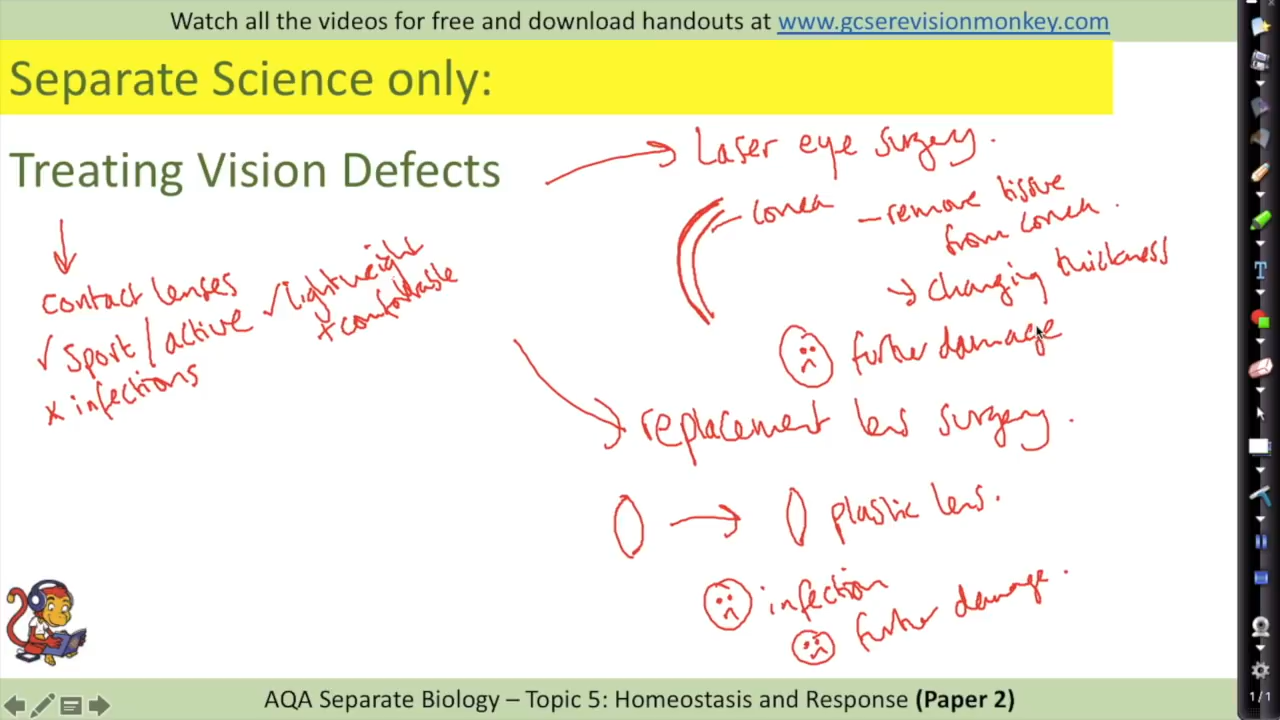 Watch all the videos for free and download handouts at www.gcserevisionmonkey.com
Separate Science only:
Treating Vision Defects
contact lenses
✓ sport / active
x infections
✓ lightweight
+ comfortable
Laser eye surgery.
cornea
– remove tissue
from cornea.
→ changing thickness
further damage
replacement lens surgery.
plastic lens.
infection
further damage.
AQA Separate Biology – Topic 5: Homeostasis and Response (Paper 2)
1/1